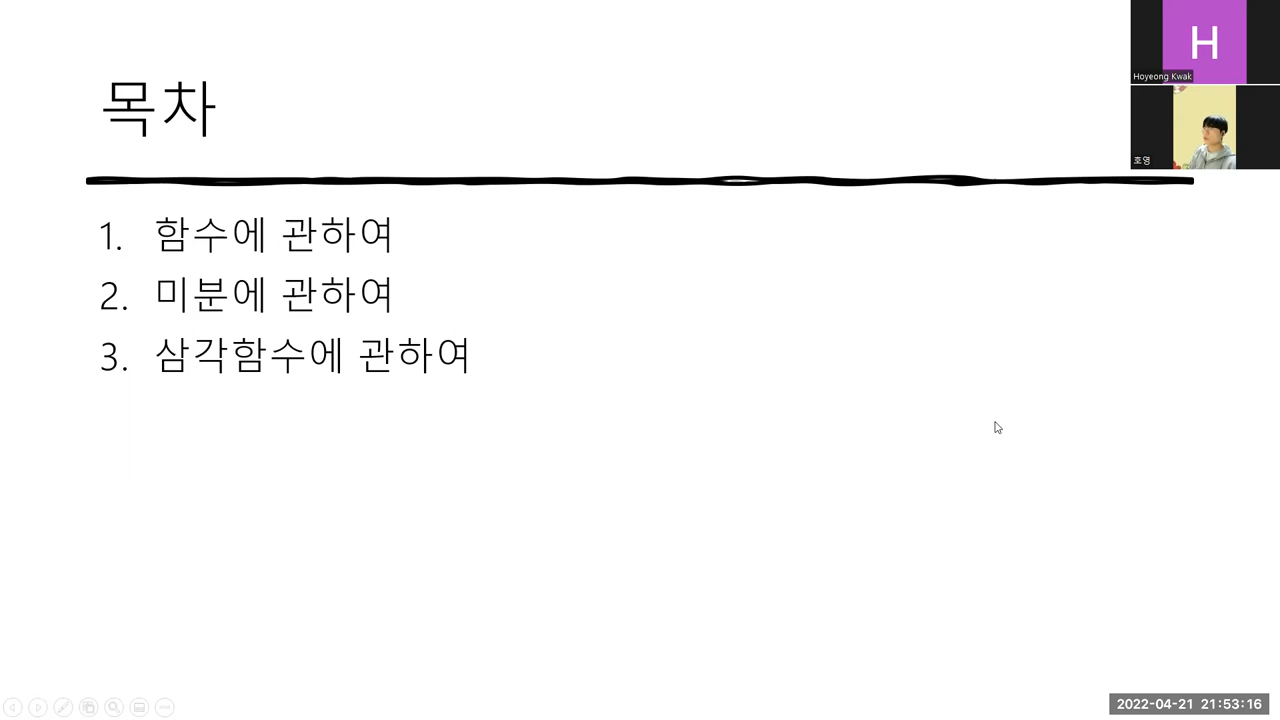 목차
1. 함수에 관하여
2. 미분에 관하여
3. 삼각함수에 관하여
H
Hoyeong Kwak
호영
2022-04-21 21:53:16